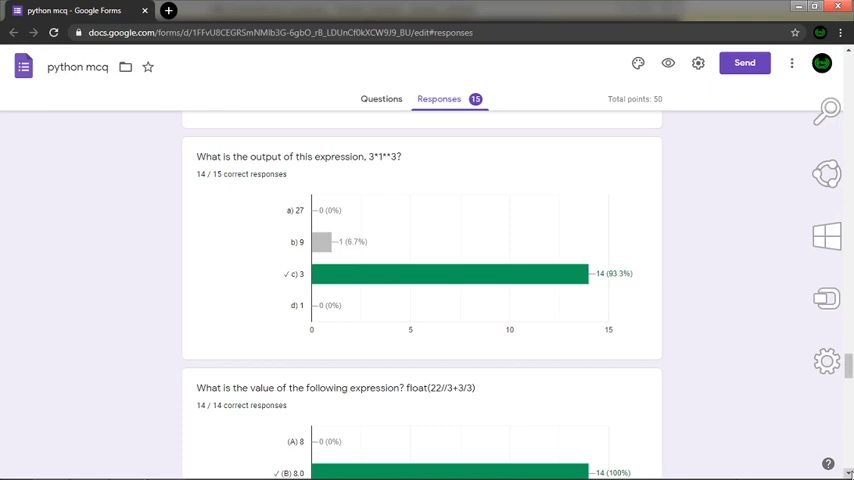 python mcq - Google Forms
docs.google.com/forms/d/1FFvU8CEGRSmNMIb3G-6gbO_rB_LDUnCf0kXCW9J9_BU/edit#responses
python mcq
Send
Questions
Responses 15
Total points: 50
What is the output of this expression, 3*1**3?
14 / 15 correct responses
a) 27
0 (0%)
b) 9
1 (6.7%)
✓ c) 3
14 (93.3%)
d) 1
0 (0%)
0 5 10 15
What is the value of the following expression? float(22//3+3/3)
14 / 14 correct responses
(A) 8
0 (0%)
✓ (B) 8.0
14 (100%)